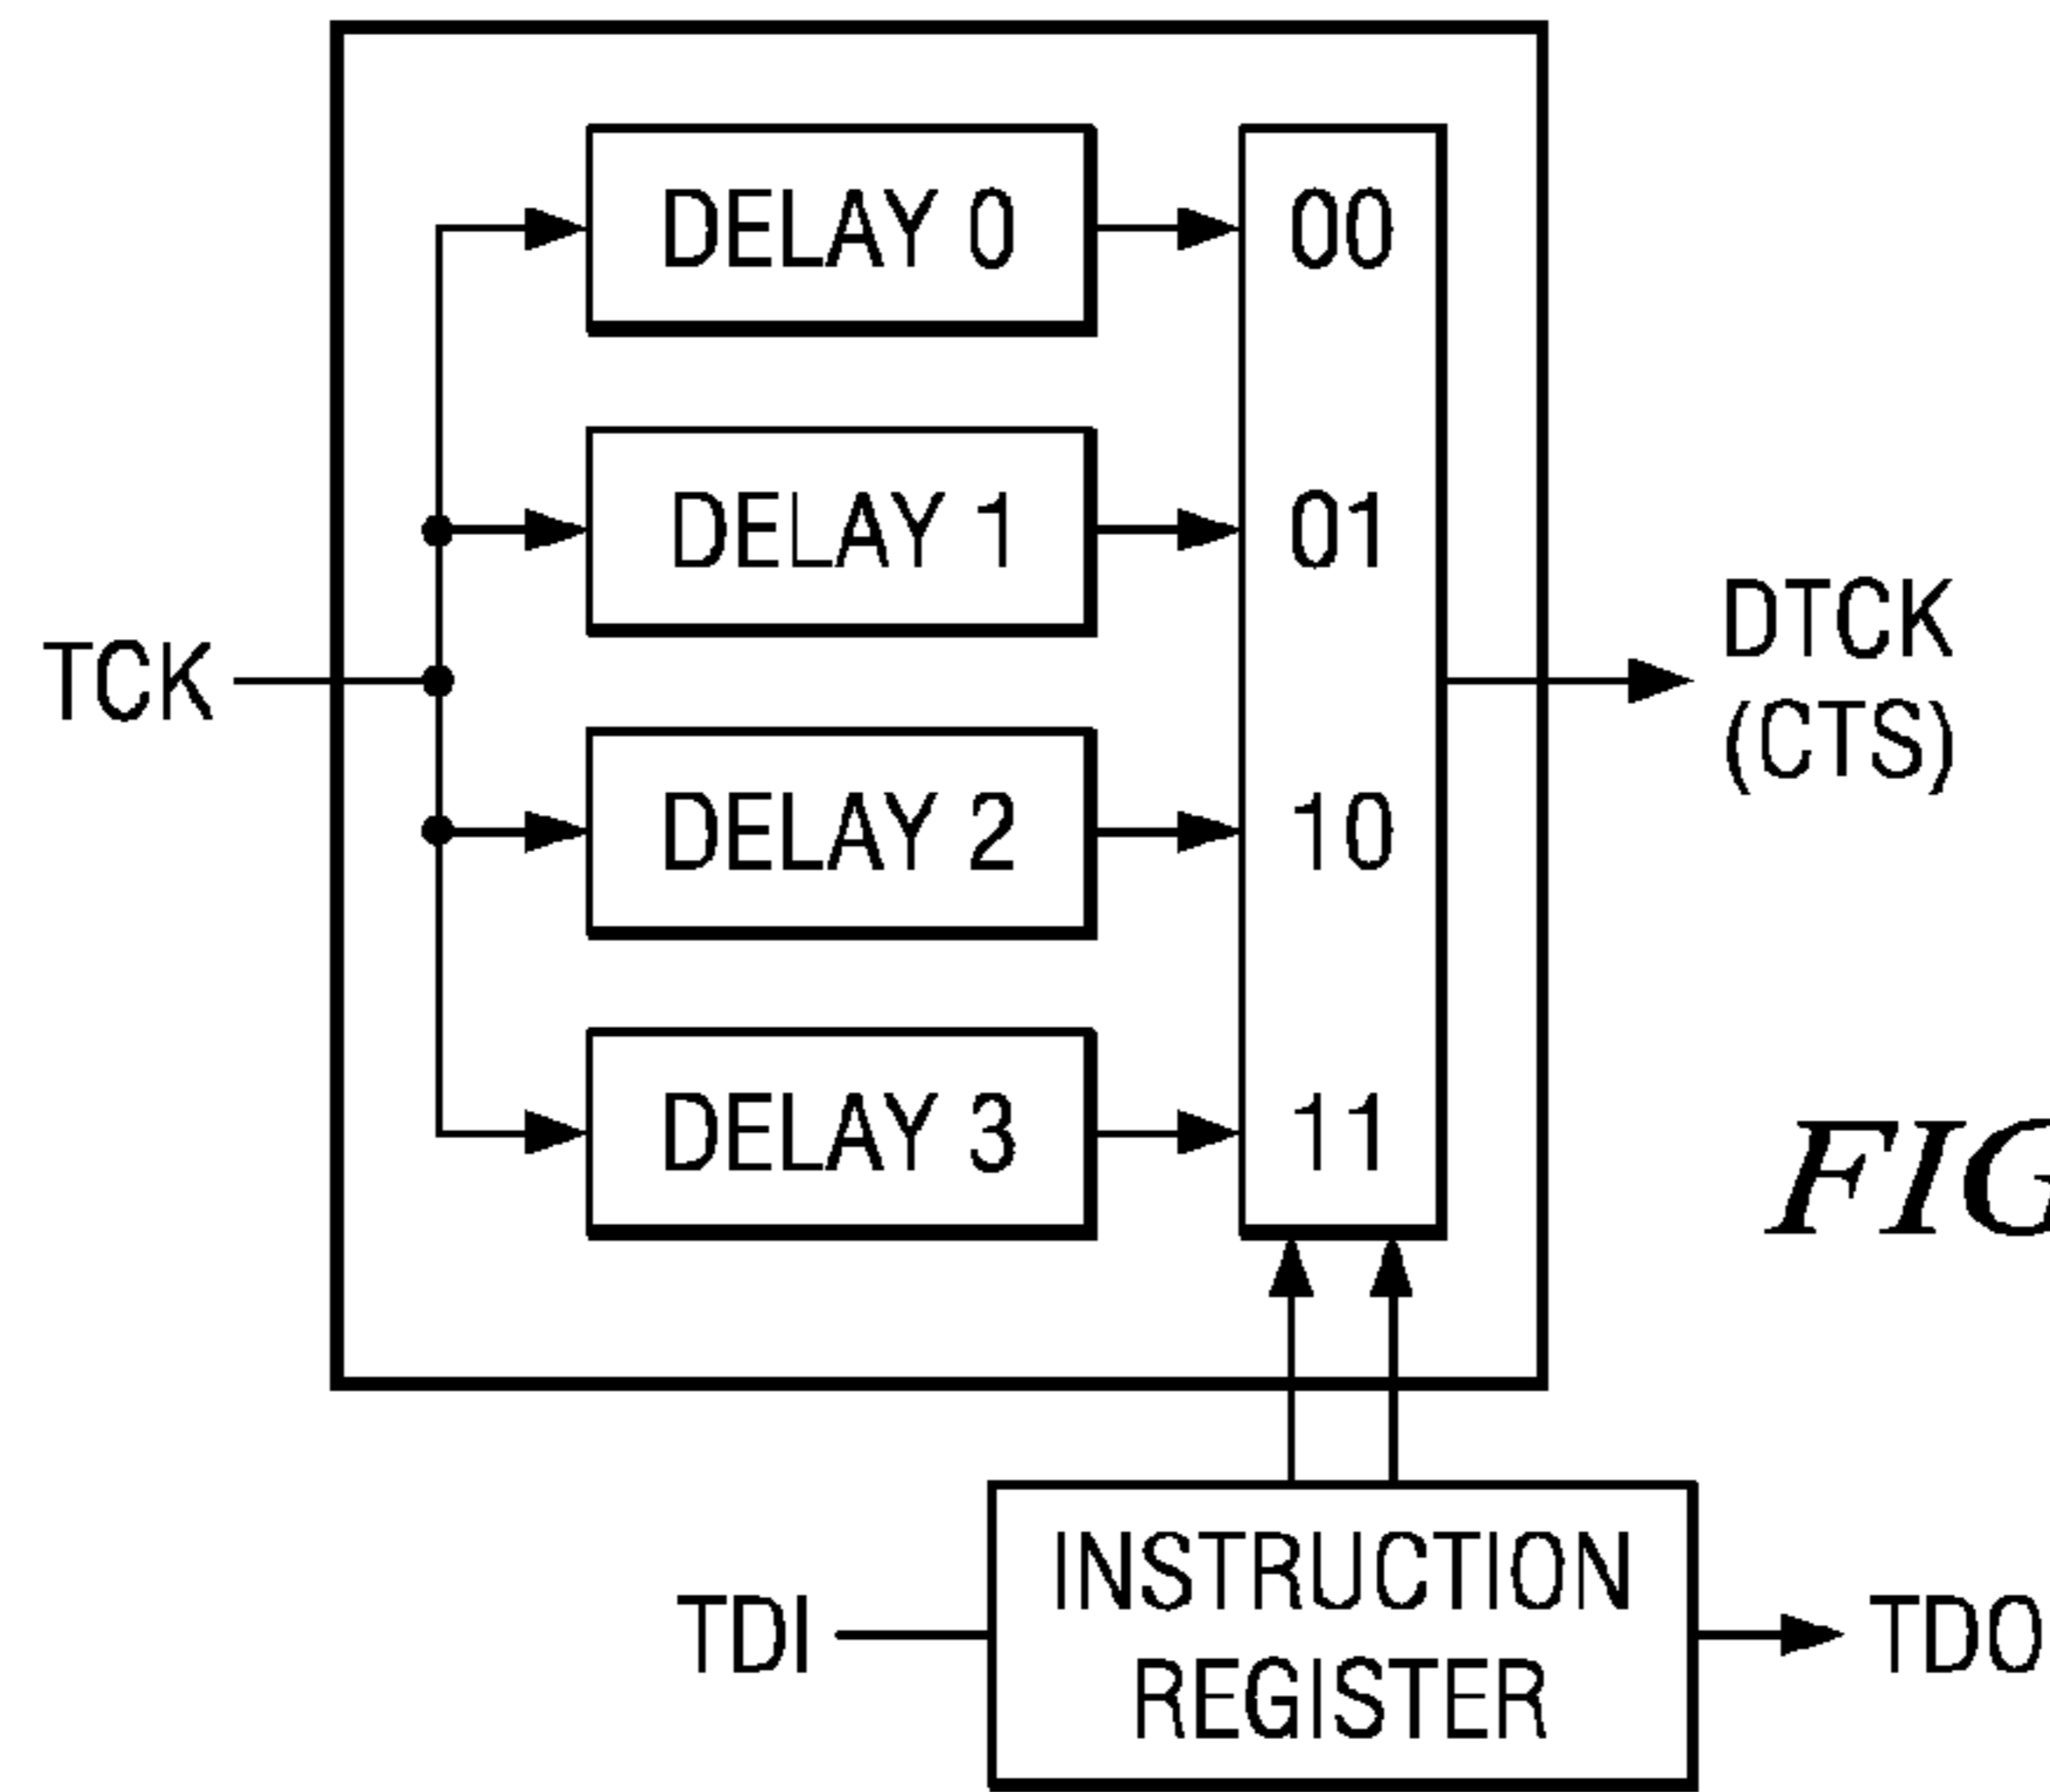 DELAY 0
00
DELAY 1
01
TCK
DTCK
(CTS)
DELAY 2
10
DELAY 3
11
FIG
INSTRUCTION
REGISTER
TDI
TDO